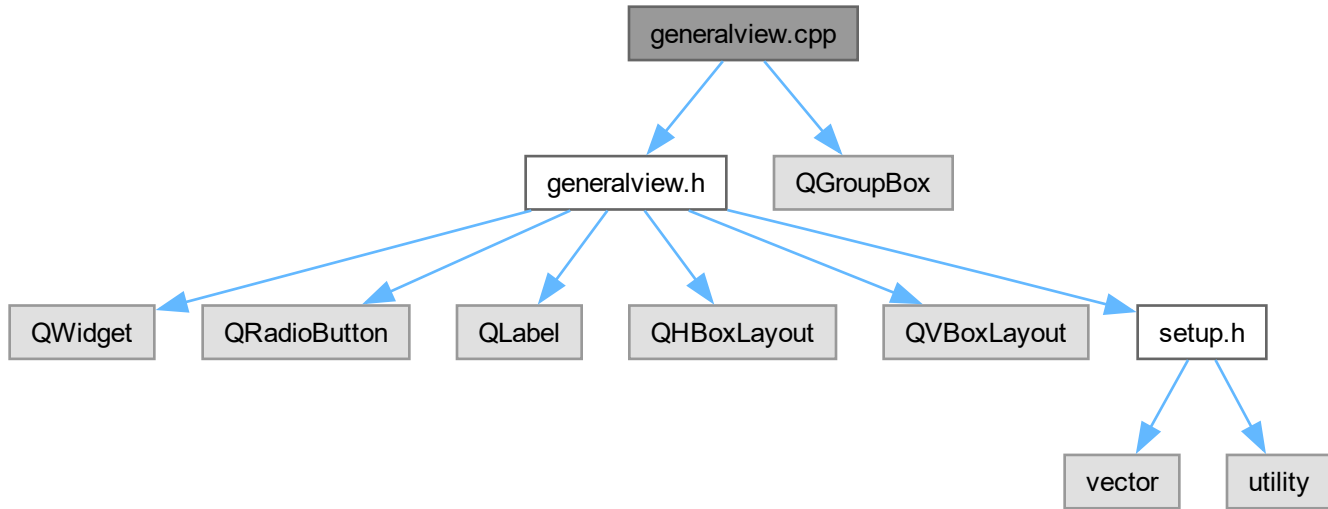 generalview.cpp
generalview.h
QGroupBox
QWidget
QRadioButton
QLabel
QHBoxLayout
QVBoxLayout
setup.h
vector
utility